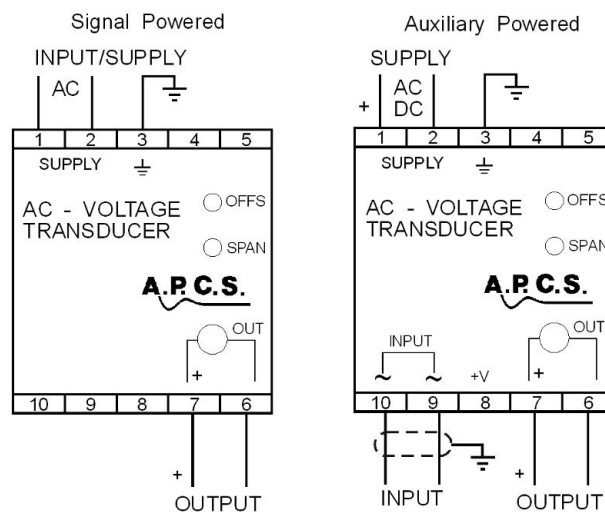 Signal Powered
INPUT/SUPPLY
AC
1 2 3 4 5
SUPPLY
OFFS
AC - VOLTAGE
TRANSDUCER
SPAN
A.P.C.S.
OUT
+
10 9 8 7 6
+
OUTPUT
Auxiliary Powered
SUPPLY
AC
DC
+
1 2 3 4 5
SUPPLY
OFFS
AC - VOLTAGE
TRANSDUCER
SPAN
A.P.C.S.
OUT
INPUT
~ ~ +V +
10 9 8 7 6
+
INPUT
OUTPUT